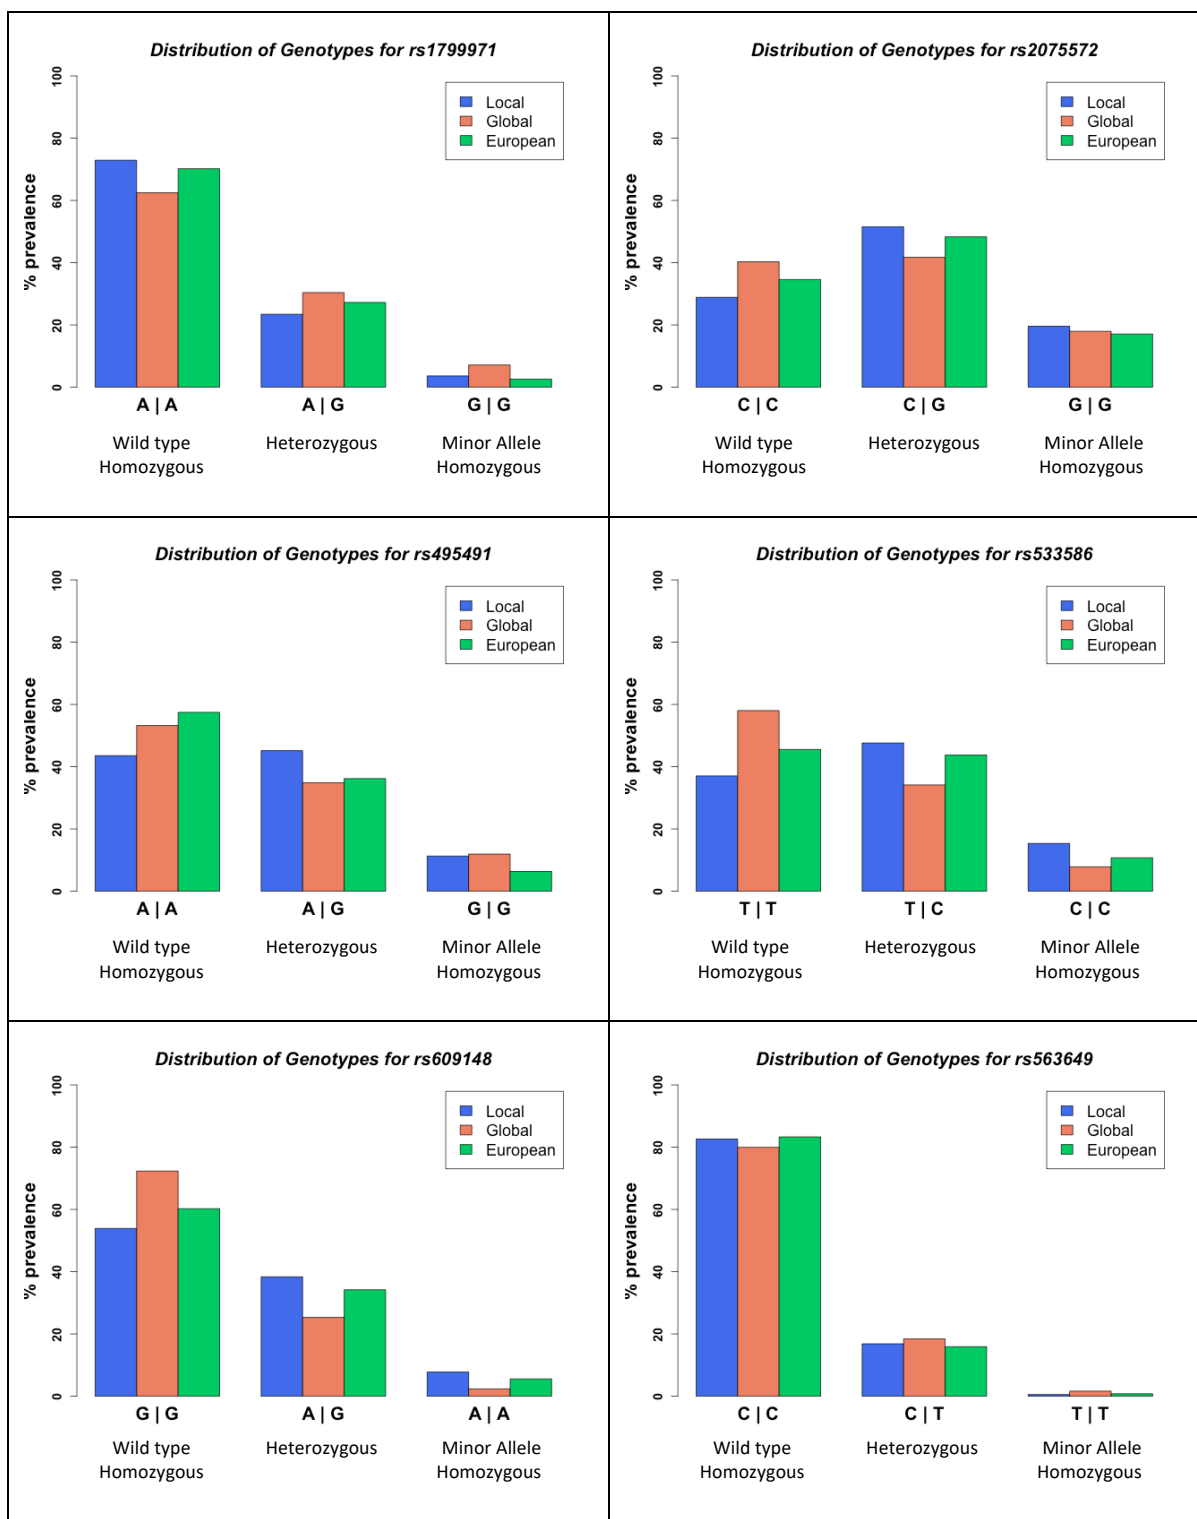 Distribution of Genotypes for rs1799971
% prevalence
100
80
60
40
20
0
Local
Global
European
A | A
A | G
G | G
Wild type
Homozygous
Heterozygous
Minor Allele
Homozygous
Distribution of Genotypes for rs2075572
% prevalence
100
80
60
40
20
0
Local
Global
European
C | C
C | G
G | G
Wild type
Homozygous
Heterozygous
Minor Allele
Homozygous
Distribution of Genotypes for rs495491
% prevalence
100
80
60
40
20
0
Local
Global
European
A | A
A | G
G | G
Wild type
Homozygous
Heterozygous
Minor Allele
Homozygous
Distribution of Genotypes for rs533586
% prevalence
100
80
60
40
20
0
Local
Global
European
T | T
T | C
C | C
Wild type
Homozygous
Heterozygous
Minor Allele
Homozygous
Distribution of Genotypes for rs609148
% prevalence
100
80
60
40
20
0
Local
Global
European
G | G
A | G
A | A
Wild type
Homozygous
Heterozygous
Minor Allele
Homozygous
Distribution of Genotypes for rs563649
% prevalence
100
80
60
40
20
0
Local
Global
European
C | C
C | T
T | T
Wild type
Homozygous
Heterozygous
Minor Allele
Homozygous